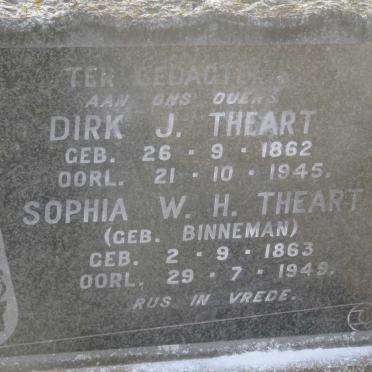 TER GEDAGTENIS
AAN ONS OUERS
DIRK J. THEART
GEB. 26 · 9 · 1862
OORL. 21 · 10 · 1945.
SOPHIA W. H. THEART
(GEB. BINNEMAN)
GEB. 2 · 9 · 1863
OORL. 29 · 7 · 1949.
RUS IN VREDE.